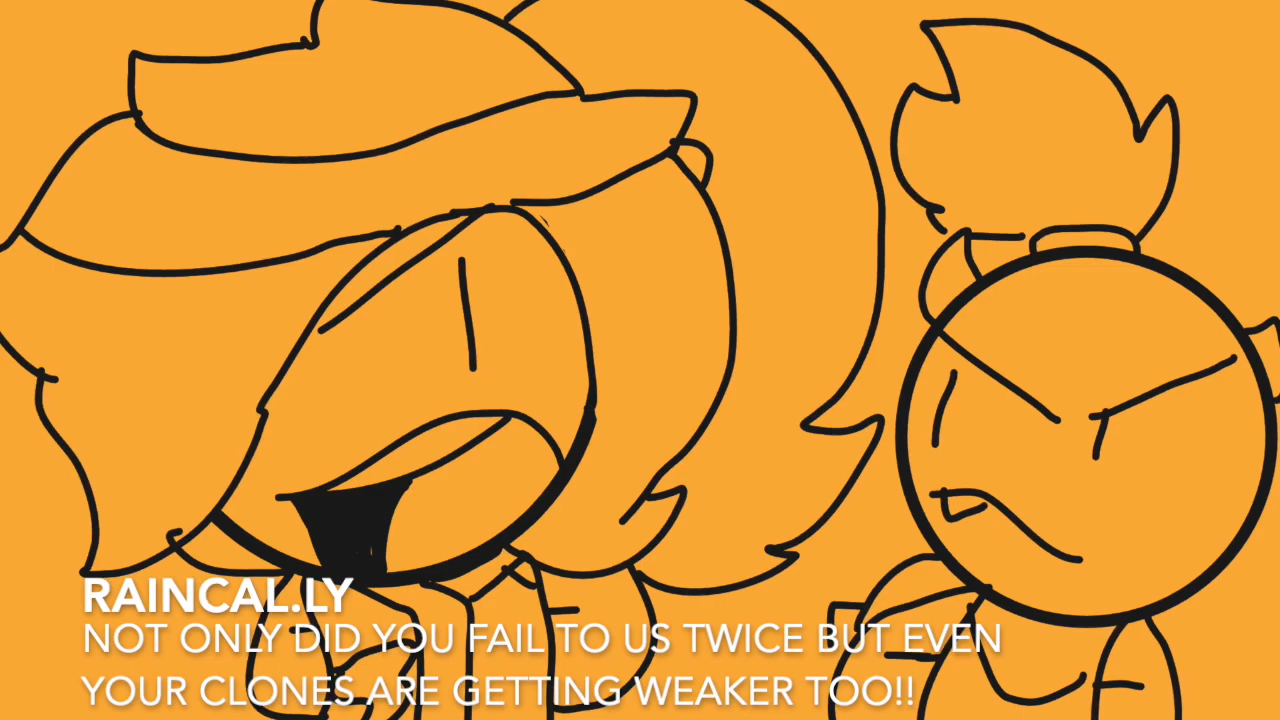 RAINCAL.LY
NOT ONLY DID YOU FAIL TO US TWICE BUT EVEN
YOUR CLONES ARE GETTING WEAKER TOO!!